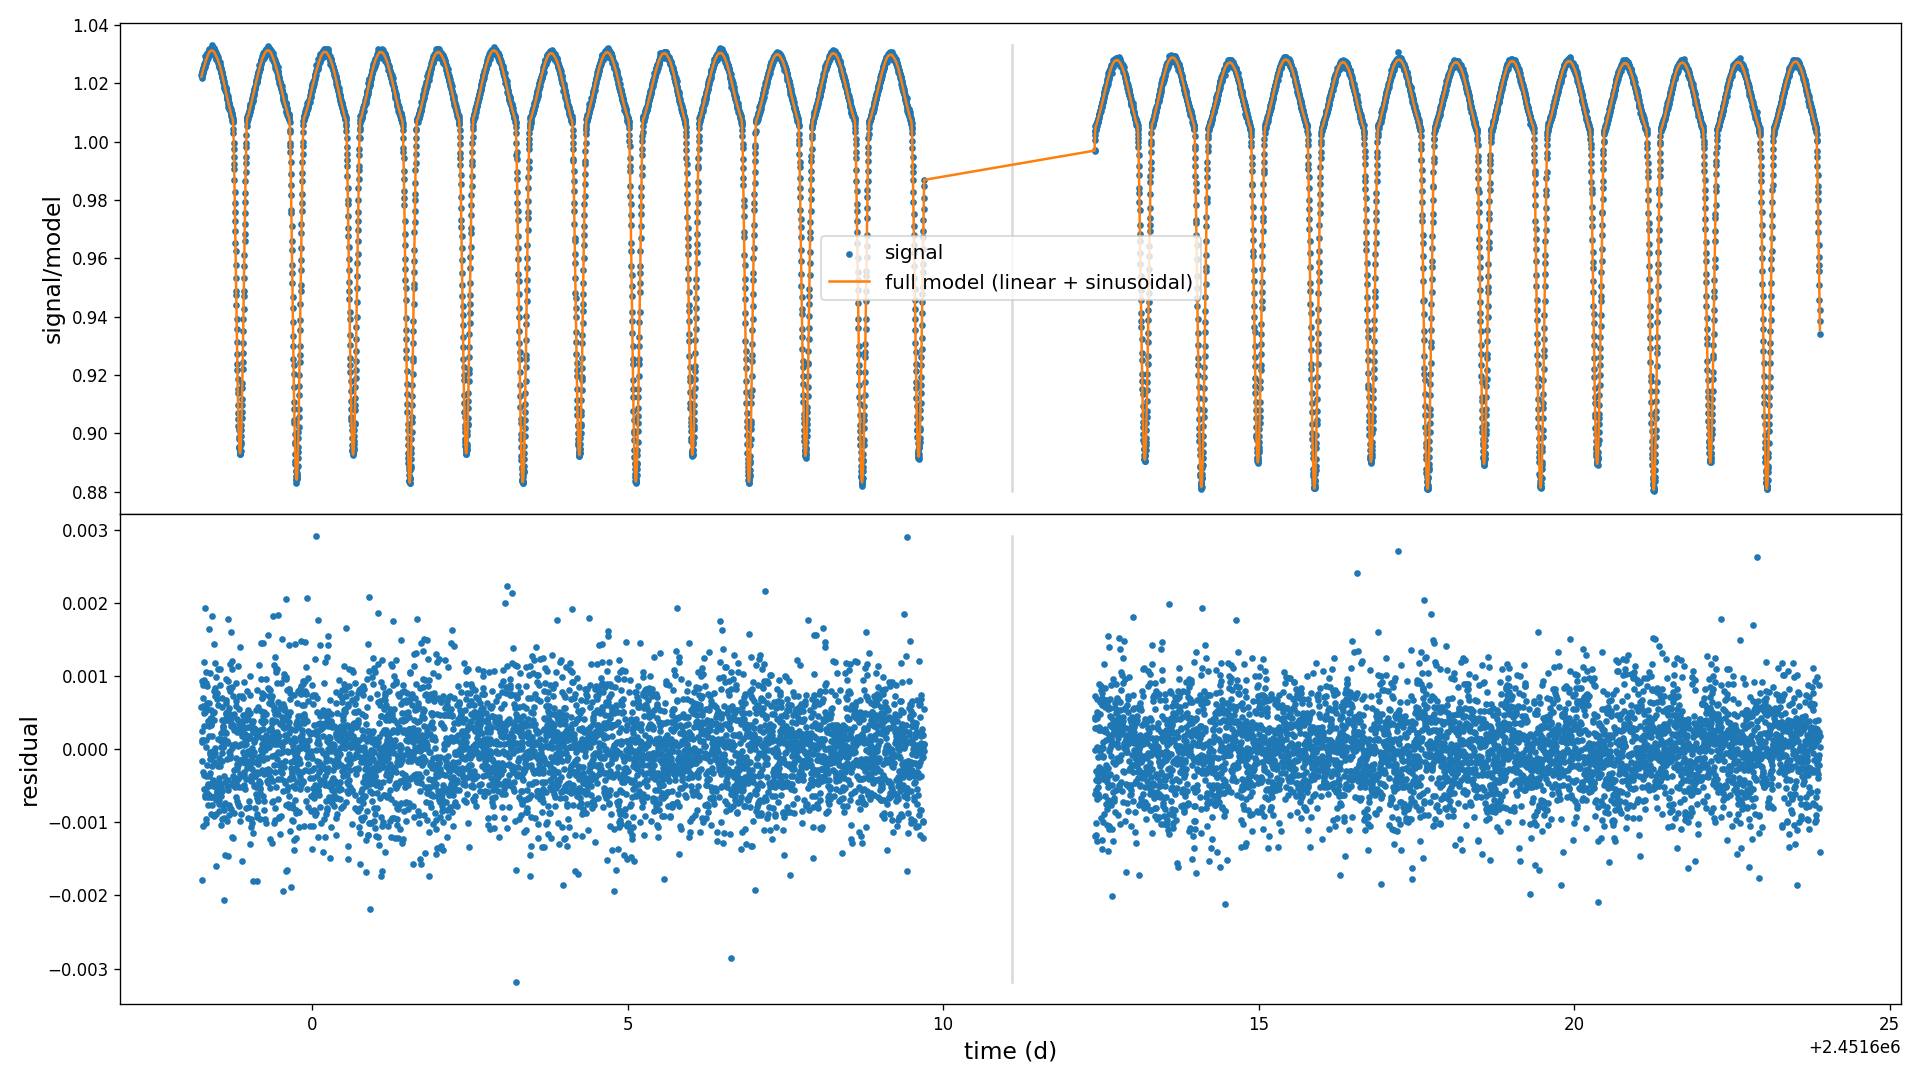 1.04
1.02
1.00
0.98
0.96
0.94
0.92
0.90
0.88
signal/model
signal
full model (linear + sinusoidal)
0.003
0.002
0.001
0.000
−0.001
−0.002
−0.003
residual
0 5 10 15 20 25
time (d)
+2.4516e6